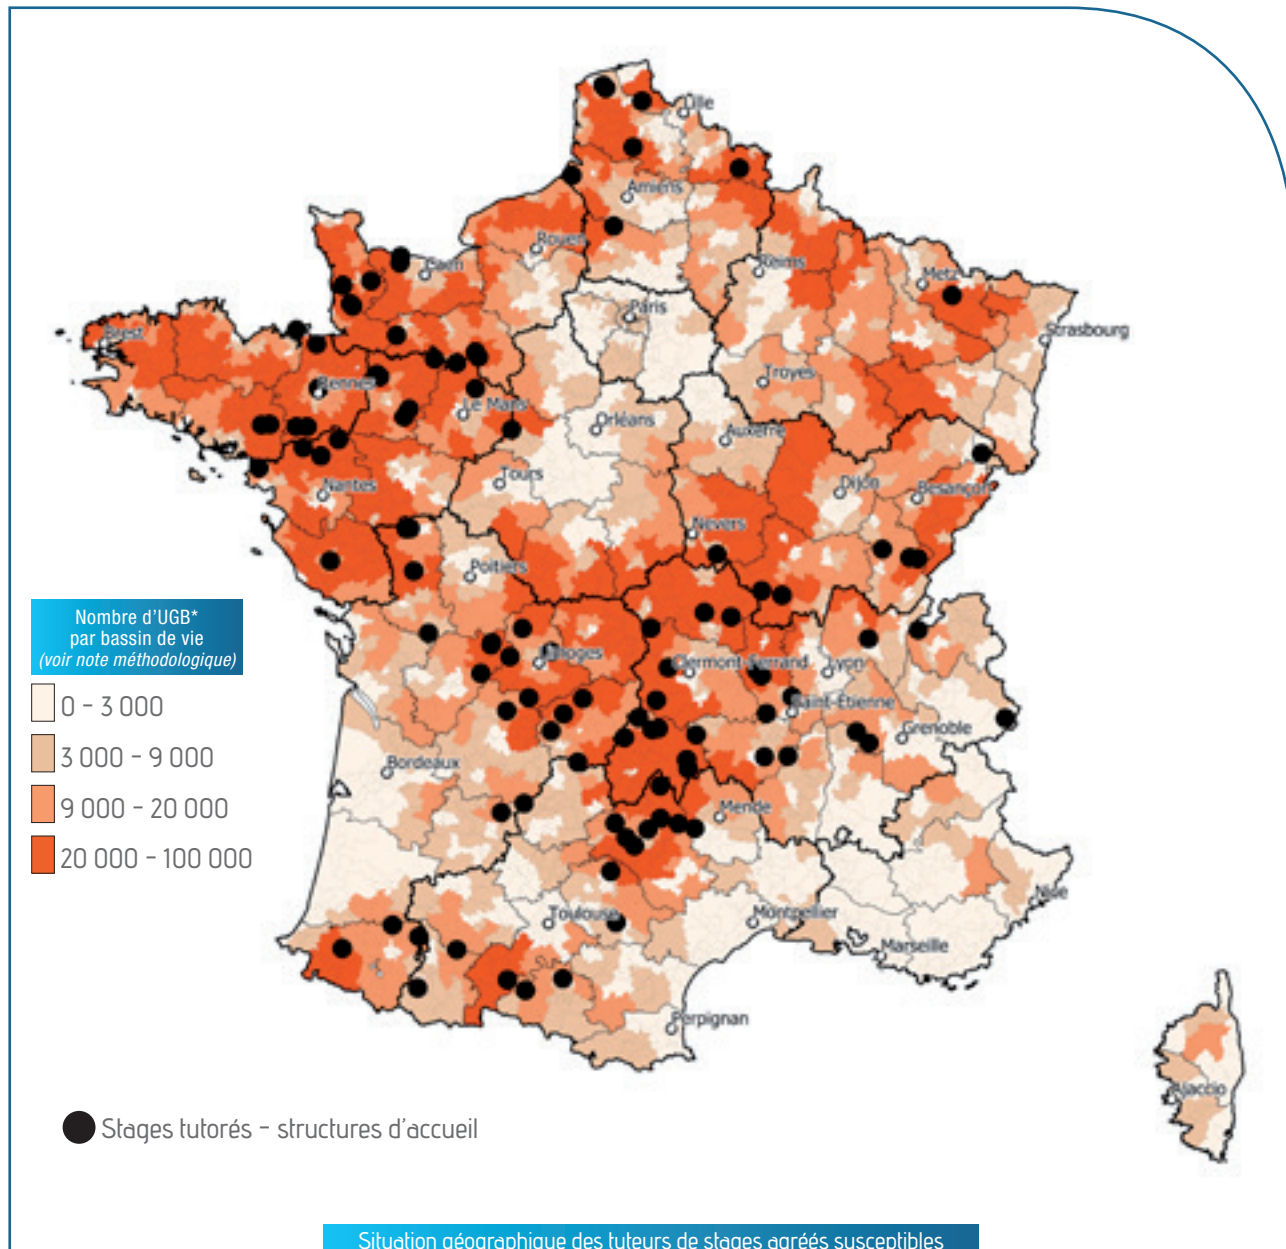 Lille
Amiens
Rouen
Caen
Reims
Metz
Paris
Strasbourg
Brest
Rennes
Troyes
Le Mans
Orléans
Auxerre
Tours
Nantes
Dijon
Besançon
Nevers
Poitiers
Nombre d'UGB*
par bassin de vie
(voir note méthodologique)
0 - 3 000
3 000 - 9 000
9 000 - 20 000
20 000 - 100 000
Limoges
Clermont-Ferrand
Lyon
Saint-Étienne
Grenoble
Bordeaux
Mende
Nice
Toulouse
Montpellier
Marseille
Perpignan
Ajaccio
Stages tutorés - structures d'accueil
Situation géographique des tuteurs de stages agréés susceptibles